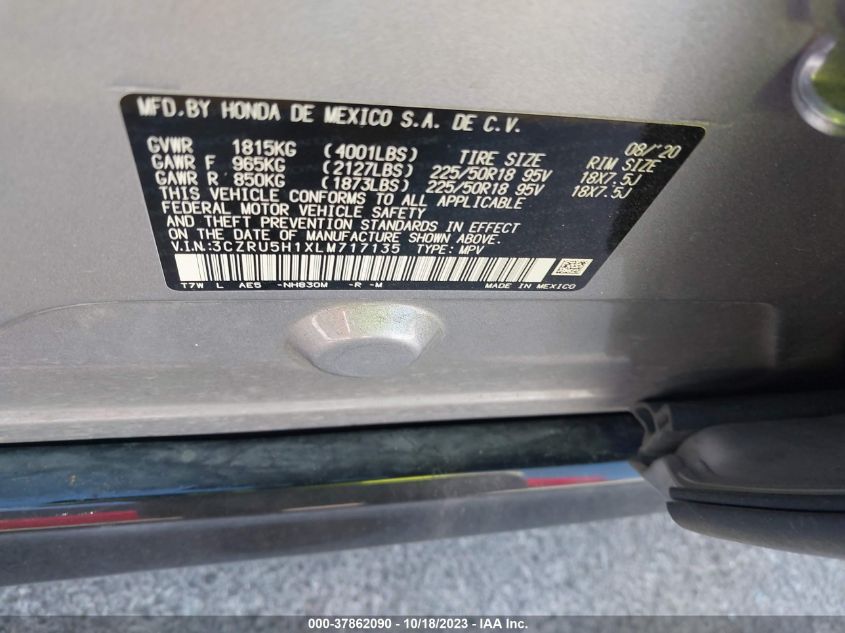 MFD.BY HONDA DE MEXICO S.A. DE C.V.
08/'20
GVWR 1815KG (4001LBS) TIRE SIZE RIM SIZE
GAWR F 965KG (2127LBS) 225/50R18 95V 18X7.5J
GAWR R 850KG (1873LBS) 225/50R18 95V 18X7.5J
THIS VEHICLE CONFORMS TO ALL APPLICABLE
FEDERAL MOTOR VEHICLE SAFETY
AND THEFT PREVENTION STANDARDS IN EFFECT
ON THE DATE OF MANUFACTURE SHOWN ABOVE.
V.I.N:3CZRU5H1XLM717135 TYPE: MPV
T7W L AE5 -NH830M -R -M MADE IN MEXICO
000-37862090 - 10/18/2023 - IAA Inc.